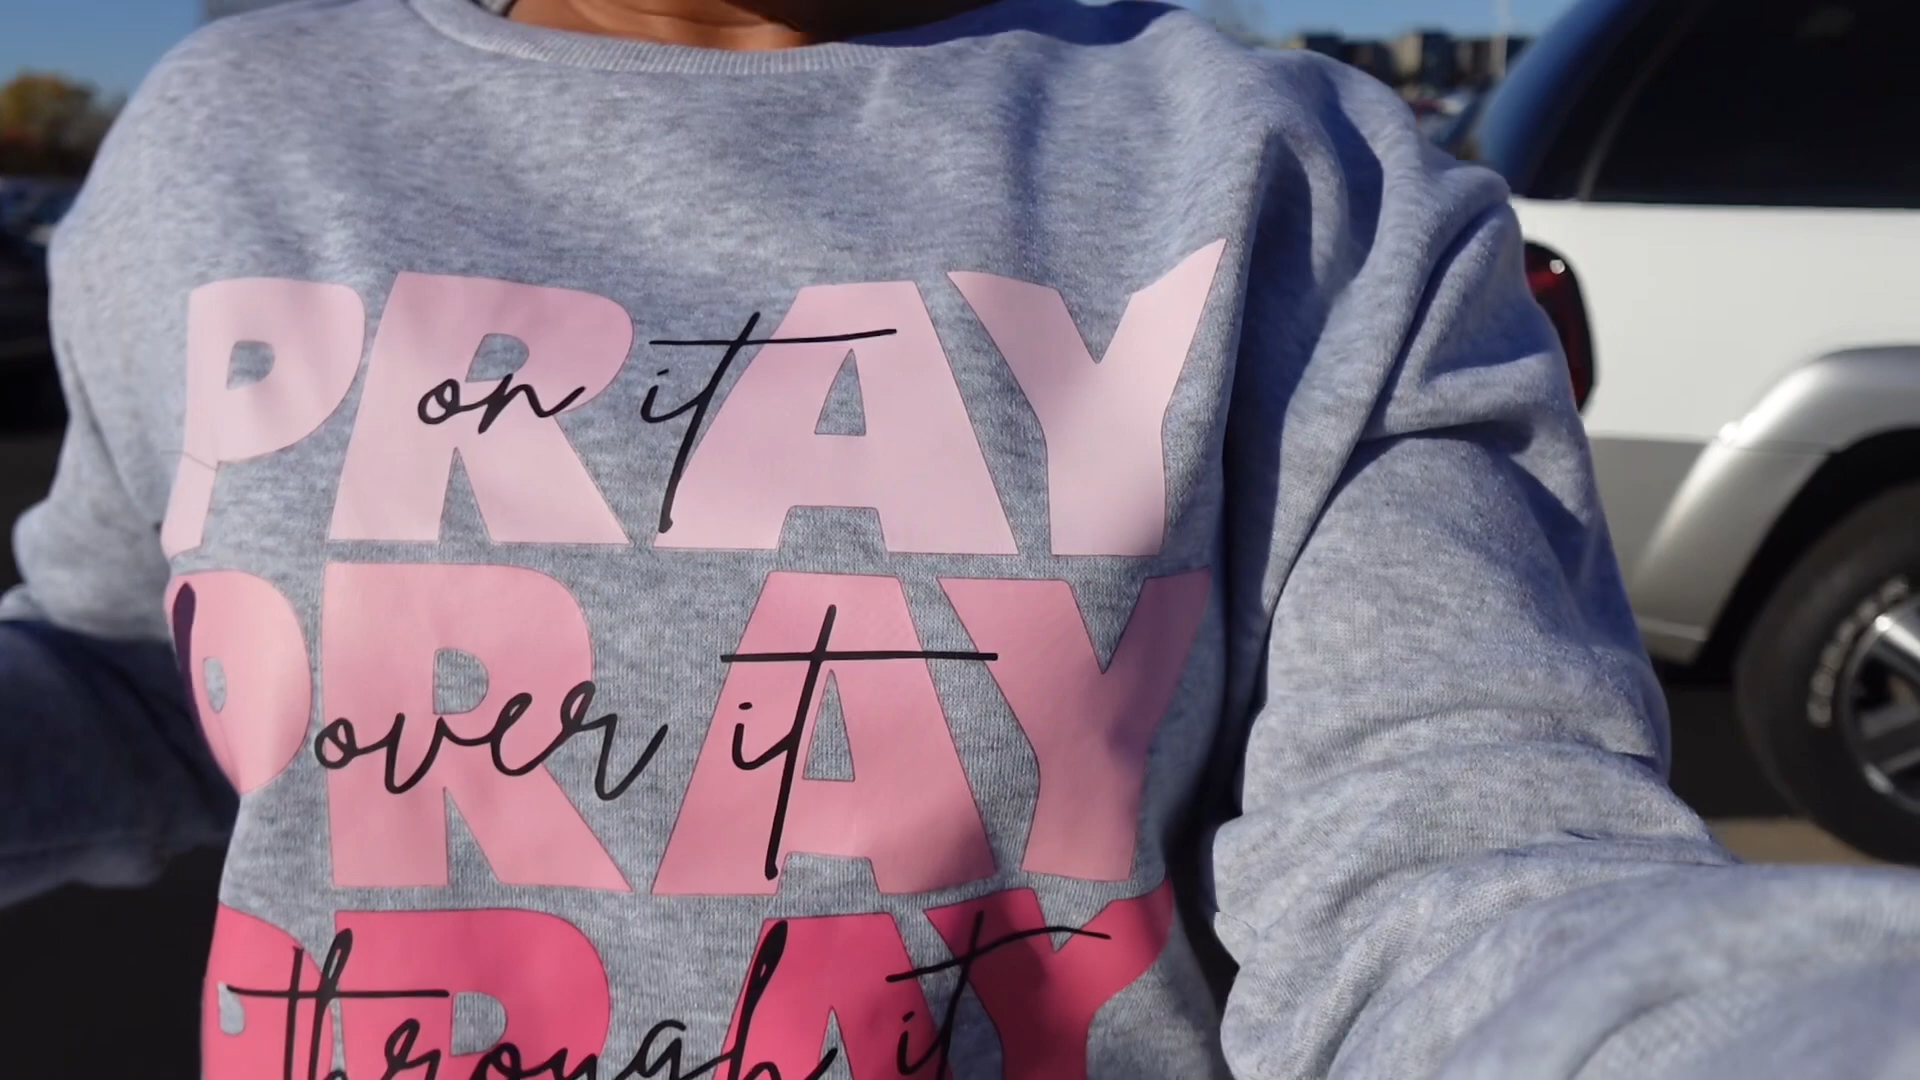 PRAY
on it
PRAY
over it
PRAY
through it